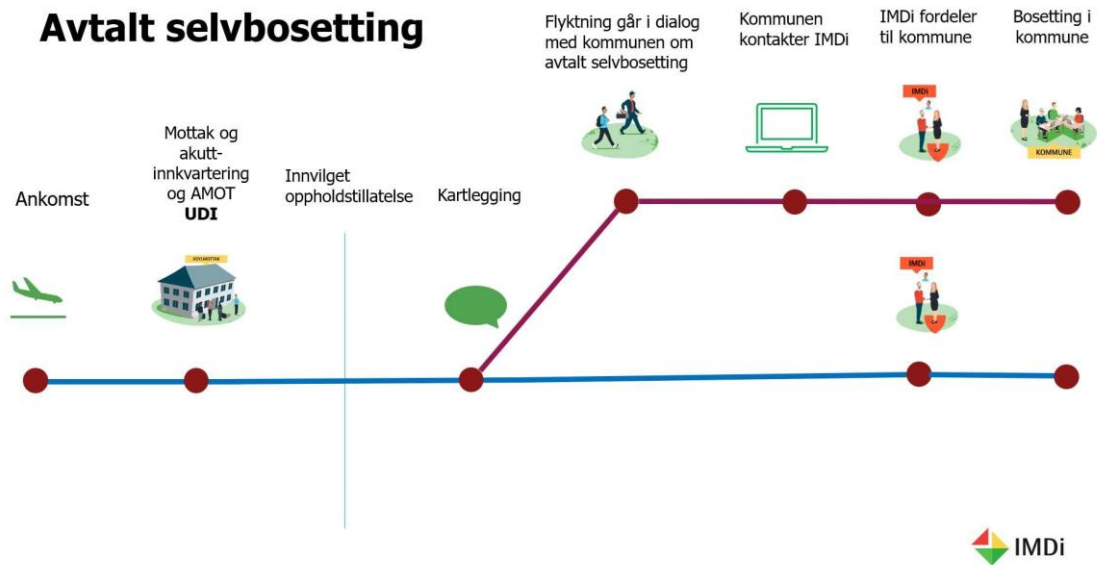 Avtalt selvbosetting
Ankomst
Mottak og
akutt-
innkvartering
og AMOT
UDI
ASYLMOTTAK
Innvilget
oppholdstillatelse
Kartlegging
Flyktning går i dialog
med kommunen om
avtalt selvbosetting
Kommunen
kontakter IMDi
IMDi fordeler
til kommune
IMDi
Bosetting i
kommune
KOMMUNE
IMDi
IMDi